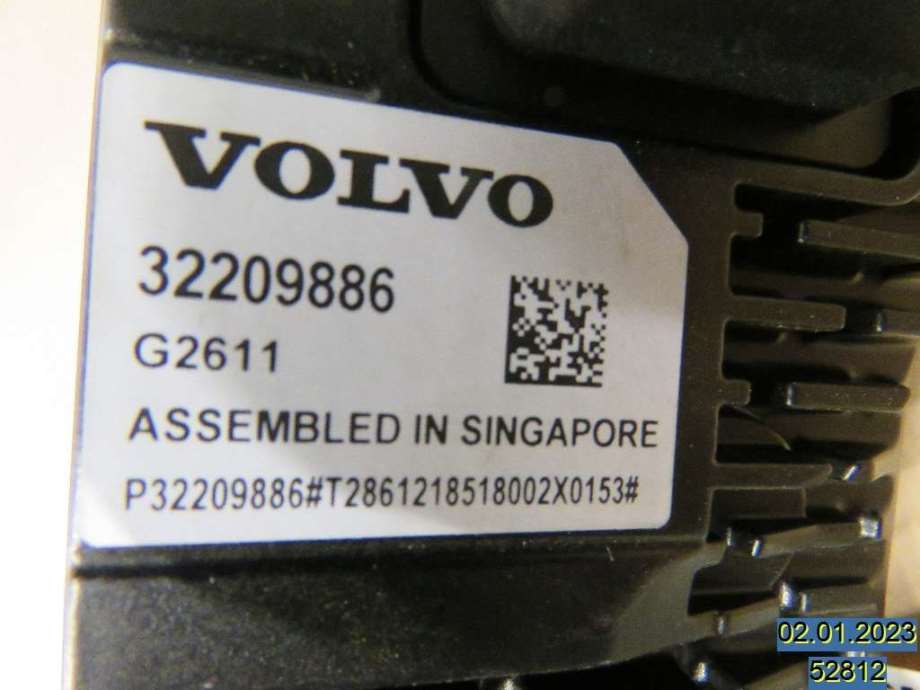 VOLVO
32209886
G2611
ASSEMBLED IN SINGAPORE
P32209886#T2861218518002X0153#
02.01.2023
52812